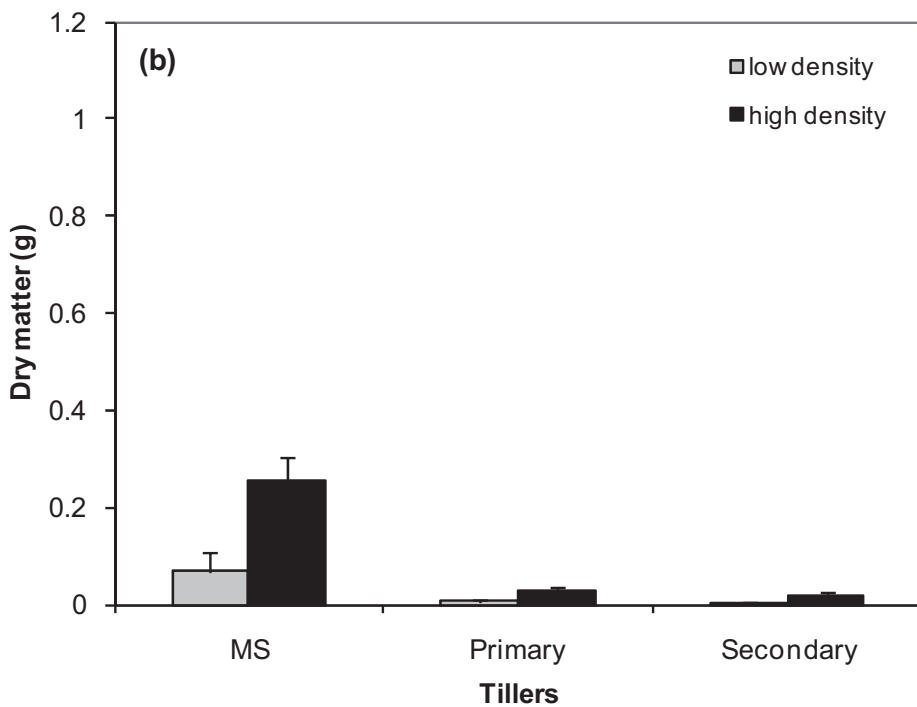 (b)
low density
high density
1.2
1
0.8
0.6
0.4
0.2
0
Dry matter (g)
MS Primary Secondary
Tillers